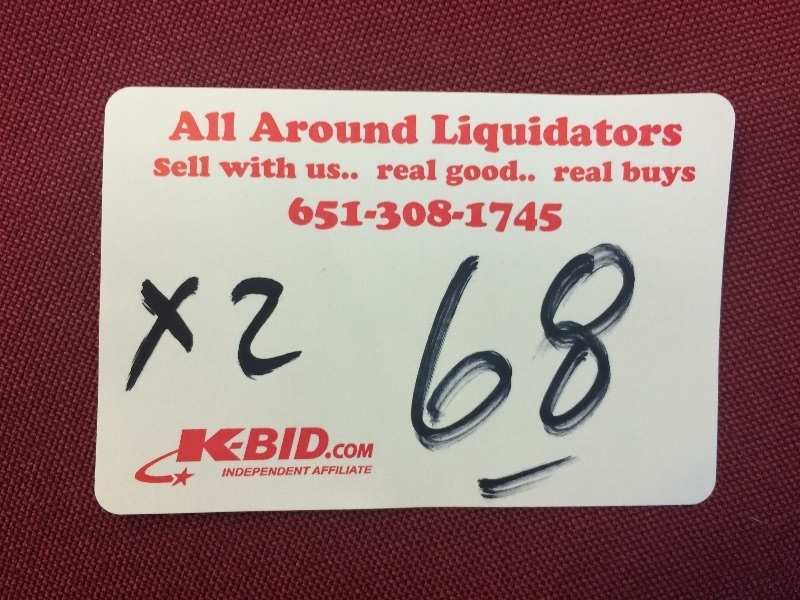 All Around Liquidators
Sell with us.. real good.. real buys
651-308-1745
x2 68
K-BID.COM
INDEPENDENT AFFILIATE